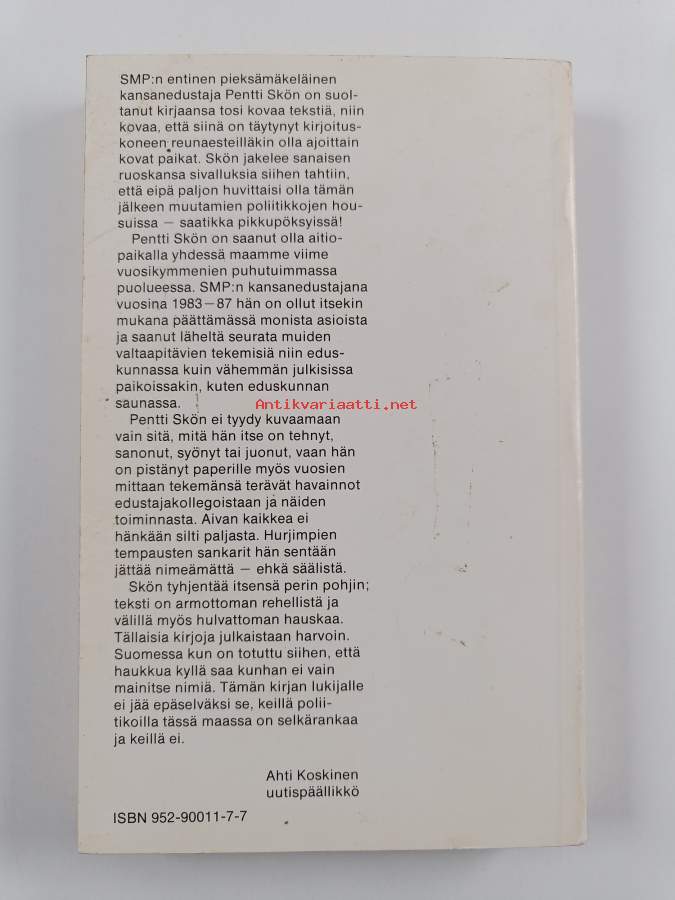 SMP:n entinen pieksämäkeläinen
kansanedustaja Pentti Skön on suol-
tanut kirjaansa tosi kovaa tekstiä, niin
kovaa, että siinä on täytynyt kirjoitus-
koneen reunaesteilläkin olla ajoittain
kovat paikat. Skön jakelee sanaisen
ruoskansa sivalluksia siihen tahtiin,
että eipä paljon huvittaisi olla tämän
jälkeen muutamien poliitikkojen hou-
suissa — saatikka pikkupöksyissä!
Pentti Skön on saanut olla aitio-
paikalla yhdessä maamme viime
vuosikymmenien puhutuimmassa
puolueessa. SMP:n kansanedustajana
vuosina 1983—87 hän on ollut itsekin
mukana päättämässä monista asioista
ja saanut läheltä seurata muiden
valtaapitävien tekemisiä niin edus-
kunnassa kuin vähemmän julkisissa
paikoissakin, kuten eduskunnan
saunassa.
Antikvariaatti.net
Pentti Skön ei tyydy kuvaamaan
vain sitä, mitä hän itse on tehnyt,
sanonut, syönyt tai juonut, vaan hän
on pistänyt paperille myös vuosien
mittaan tekemänsä terävät havainnot
edustajakollegoistaan ja näiden
toiminnasta. Aivan kaikkea ei
hänkään silti paljasta. Hurjimpien
tempausten sankarit hän sentään
jättää nimeämättä — ehkä säälistä.
Skön tyhjentää itsensä perin pohjin;
teksti on armottoman rehellistä ja
välillä myös hulvattoman hauskaa.
Tällaisia kirjoja julkaistaan harvoin.
Suomessa kun on totuttu siihen, että
haukkua kyllä saa kunhan ei vain
mainitse nimiä. Tämän kirjan lukijalle
ei jää epäselväksi se, keillä polii-
tikoilla tässä maassa on selkärankaa
ja keillä ei.
Ahti Koskinen
uutispäällikkö
ISBN 952-90011-7-7